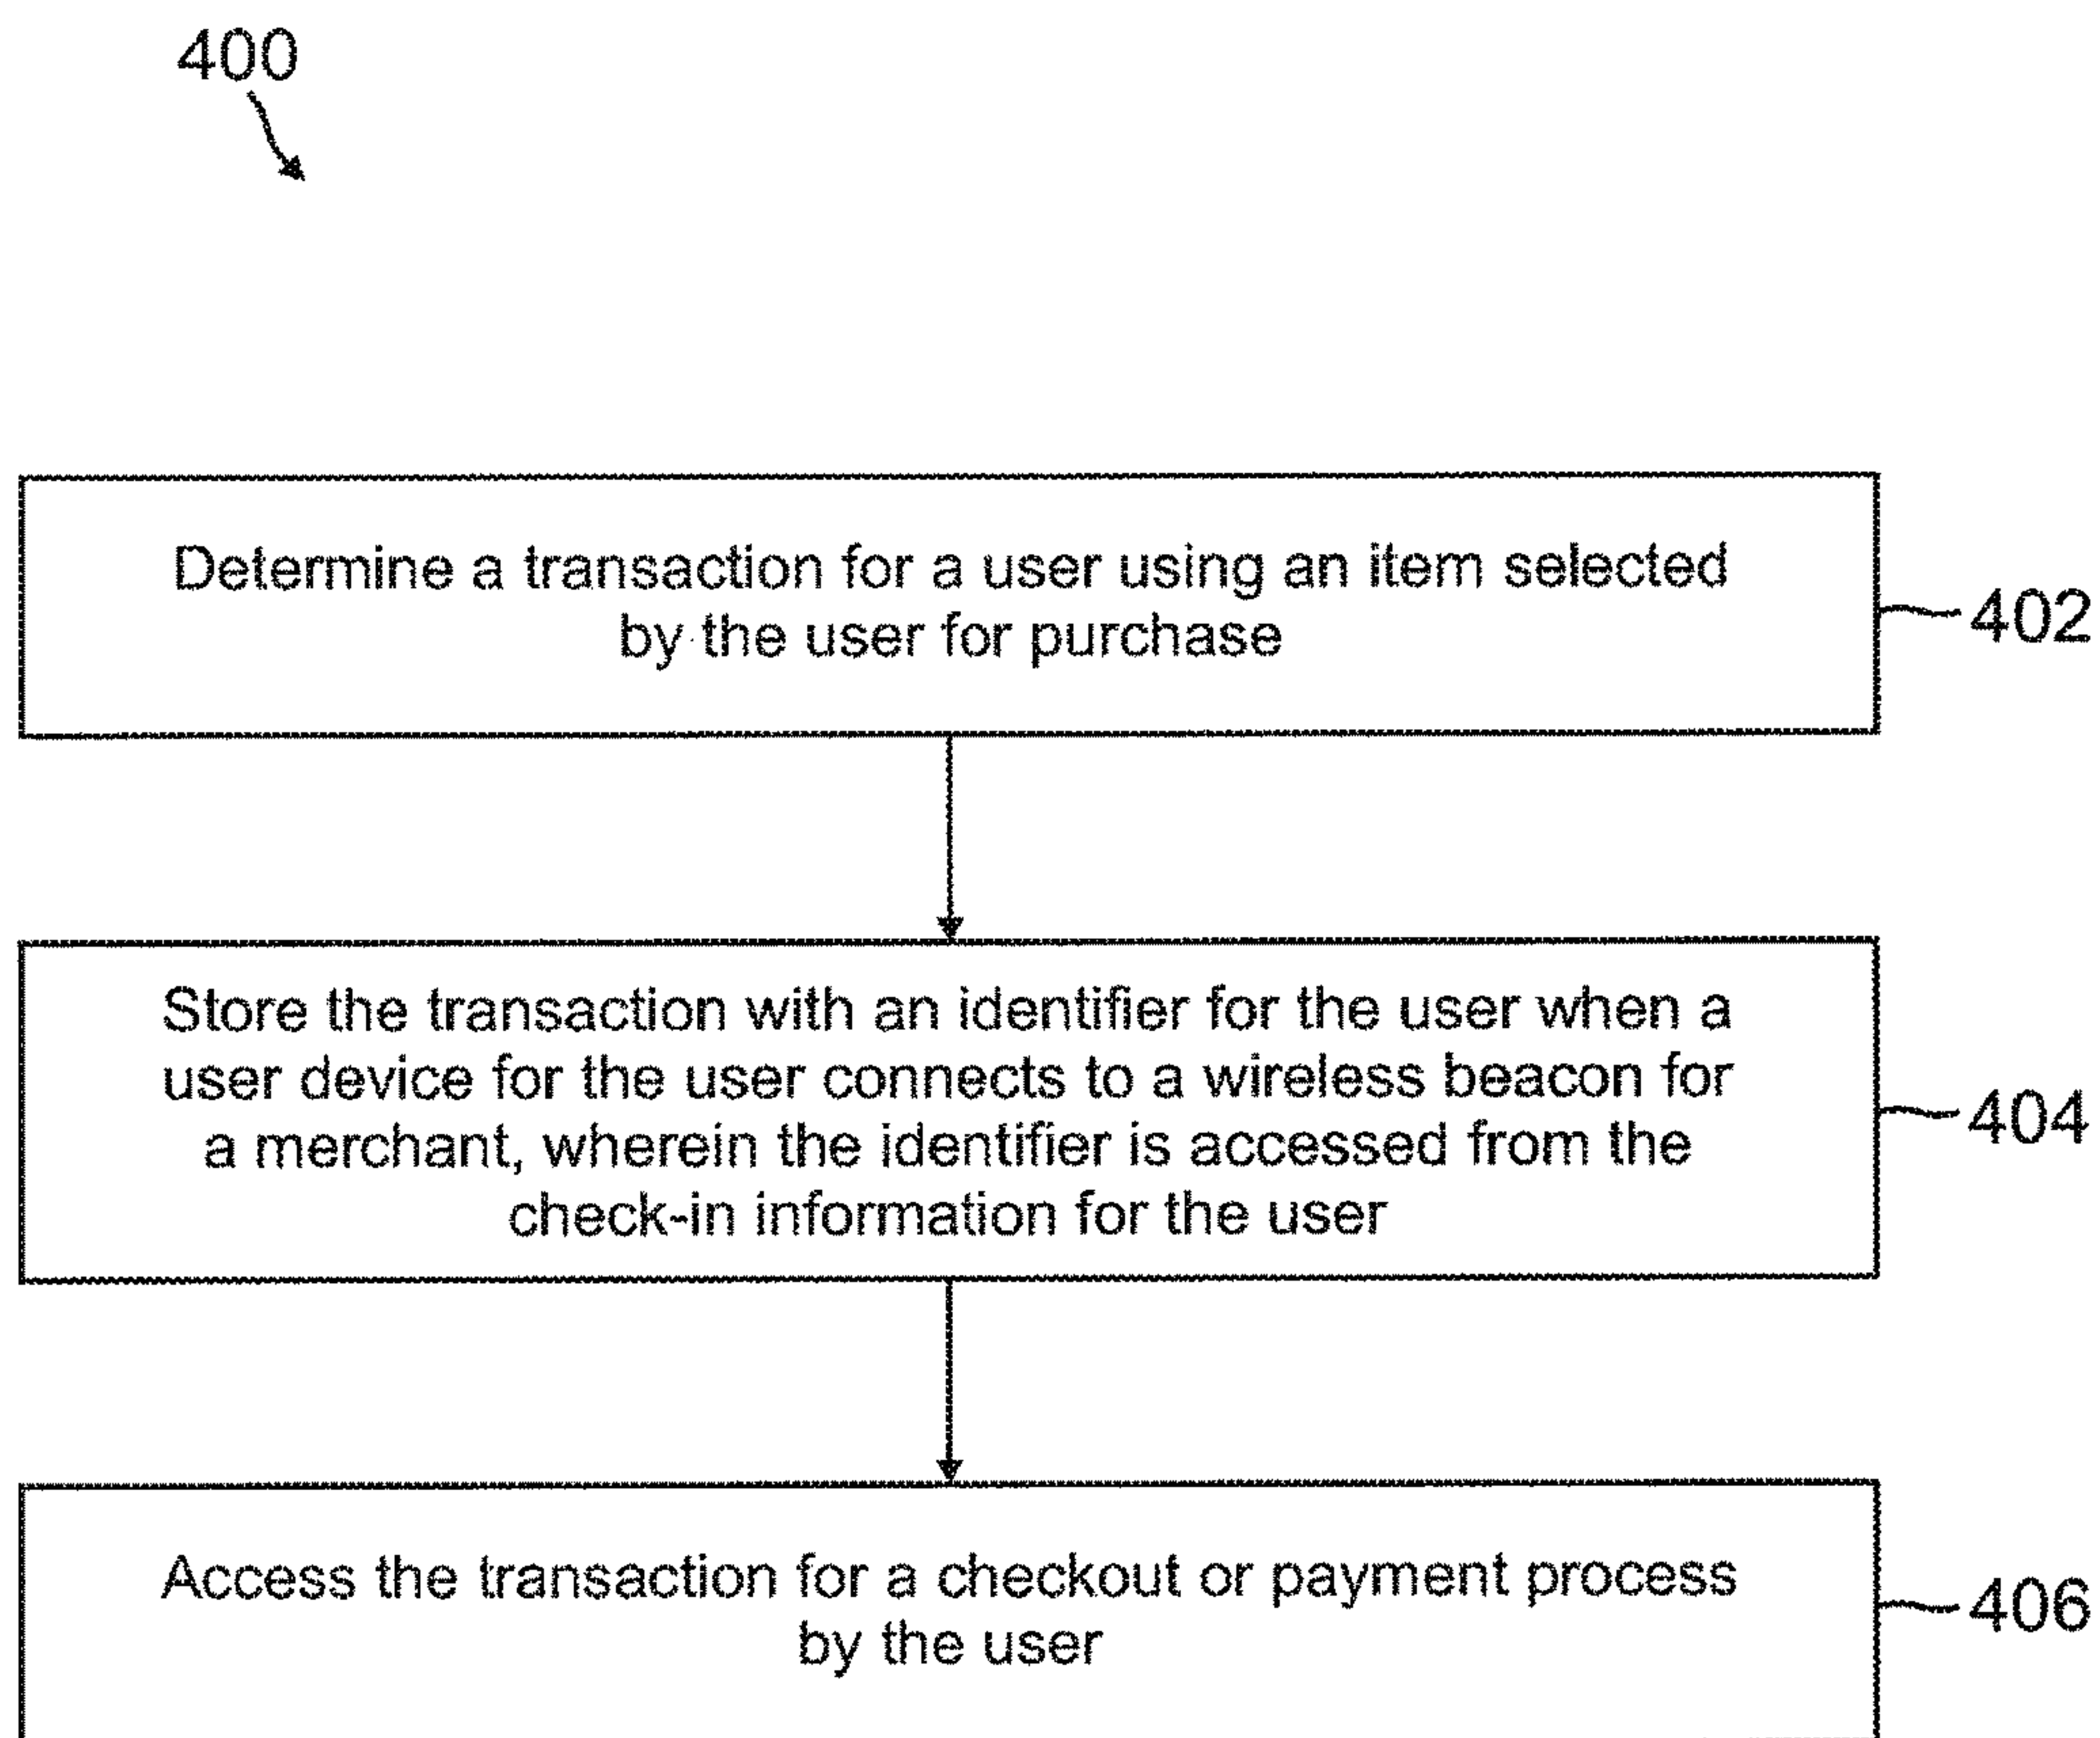 400
Determine a transaction for a user using an item selected
by the user for purchase
402
Store the transaction with an identifier for the user when a
user device for the user connects to a wireless beacon for
a merchant, wherein the identifier is accessed from the
check-in information for the user
404
Access the transaction for a checkout or payment process
by the user
406